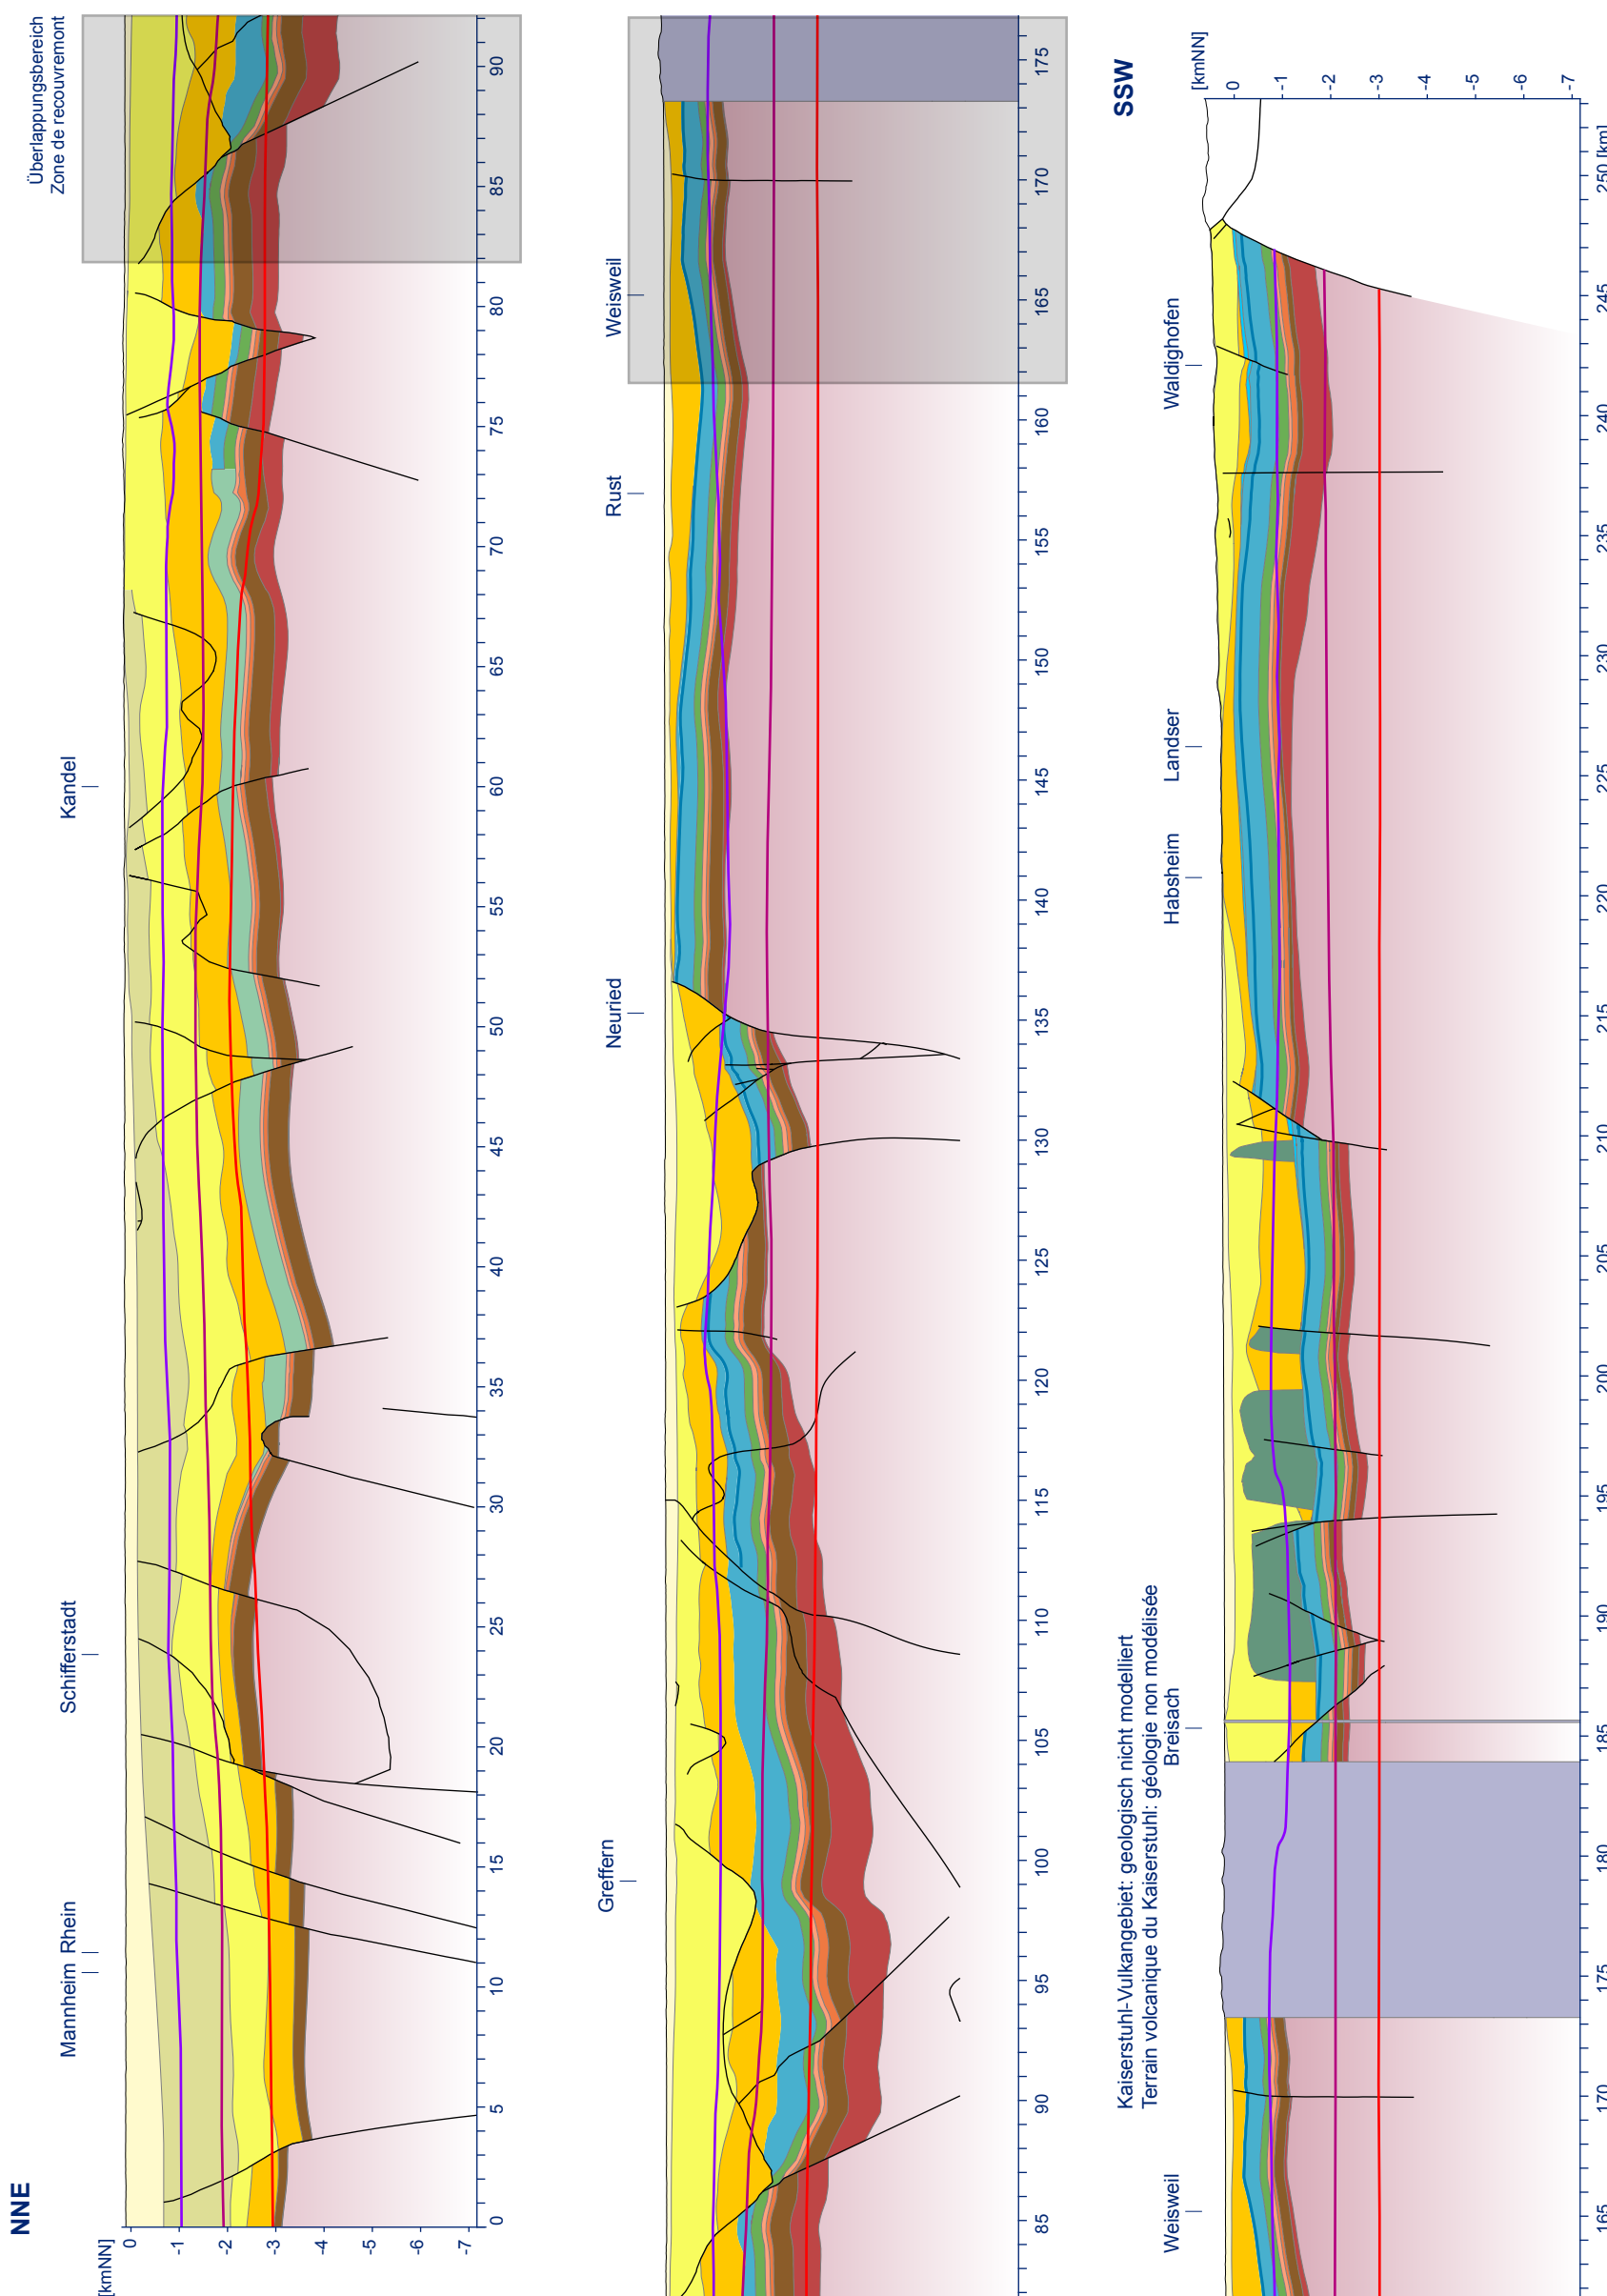 NNE
Überlappungsbereich
Zone de recouvremont
Mannheim Rhein Schifferstadt Kandel
[kmNN]
0
-1
-2
-3
-4
-5
-6
-7
0 5 10 15 20 25 30 35 40 45 50 55 60 65 70 75 80 85 90
Greffern Neuried Rust Weisweil
85 90 95 100 105 110 115 120 125 130 135 140 145 150 155 160 165 170 175
SSW
Kaiserstuhl-Vulkangebiet: geologisch nicht modelliert
Terrain volcanique du Kaiserstuhl: géologie non modélisée
Weisweil Breisach Habsheim Landser Waldighofen
[kmNN]
0
-1
-2
-3
-4
-5
-6
-7
165 170 175 180 185 190 195 200 205 210 215 220 225 230 235 240 245 250 [km]